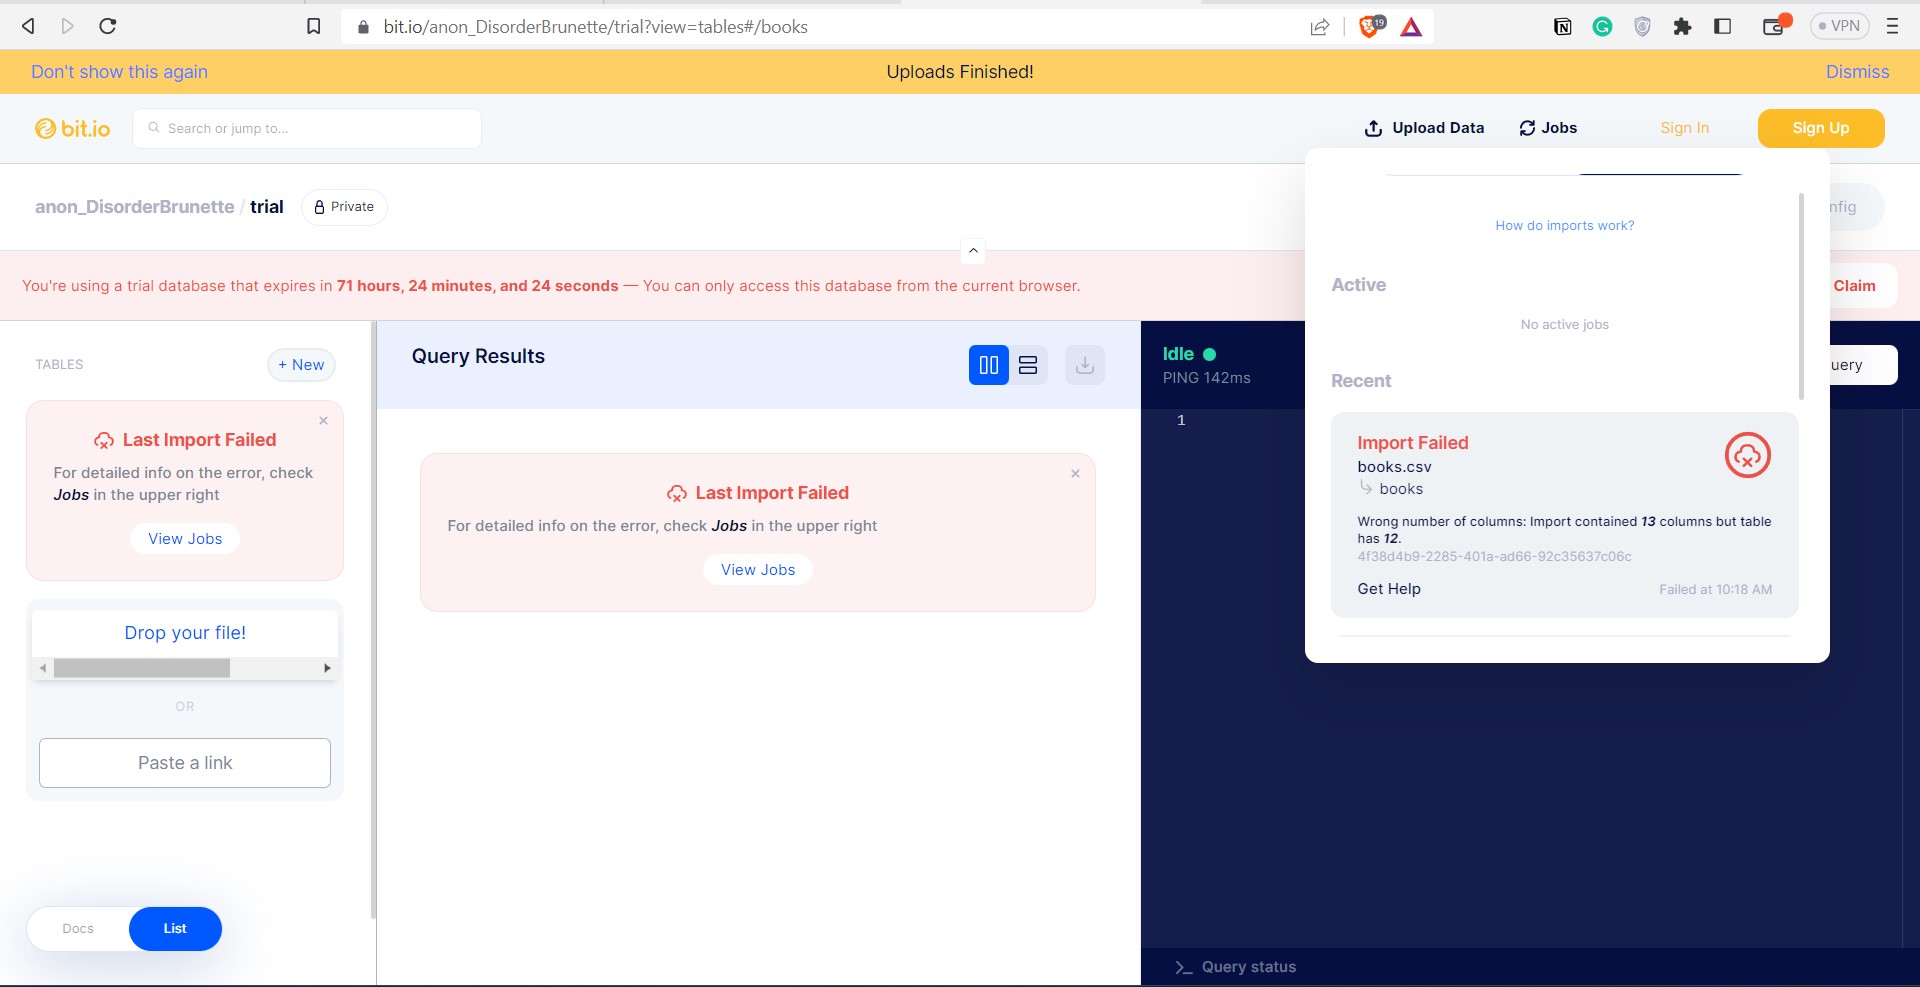 bit.io/anon_DisorderBrunette/trial?view=tables#/books
19
VPN
Don't show this again
Uploads Finished!
Dismiss
bit.io
Search or jump to...
Upload Data
Jobs
Sign In
Sign Up
anon_DisorderBrunette / trial
Private
nfig
You're using a trial database that expires in 71 hours, 24 minutes, and 24 seconds — You can only access this database from the current browser.
Claim
TABLES
+ New
Last Import Failed
For detailed info on the error, check
Jobs in the upper right
View Jobs
Drop your file!
OR
Paste a link
Docs
List
Query Results
Last Import Failed
For detailed info on the error, check Jobs in the upper right
View Jobs
Idle
PING 142ms
uery
1
Query status
How do imports work?
Active
No active jobs
Recent
Import Failed
books.csv
books
Wrong number of columns: Import contained 13 columns but table
has 12.
4f38d4b9-2285-401a-ad66-92c35637c06c
Get Help
Failed at 10:18 AM